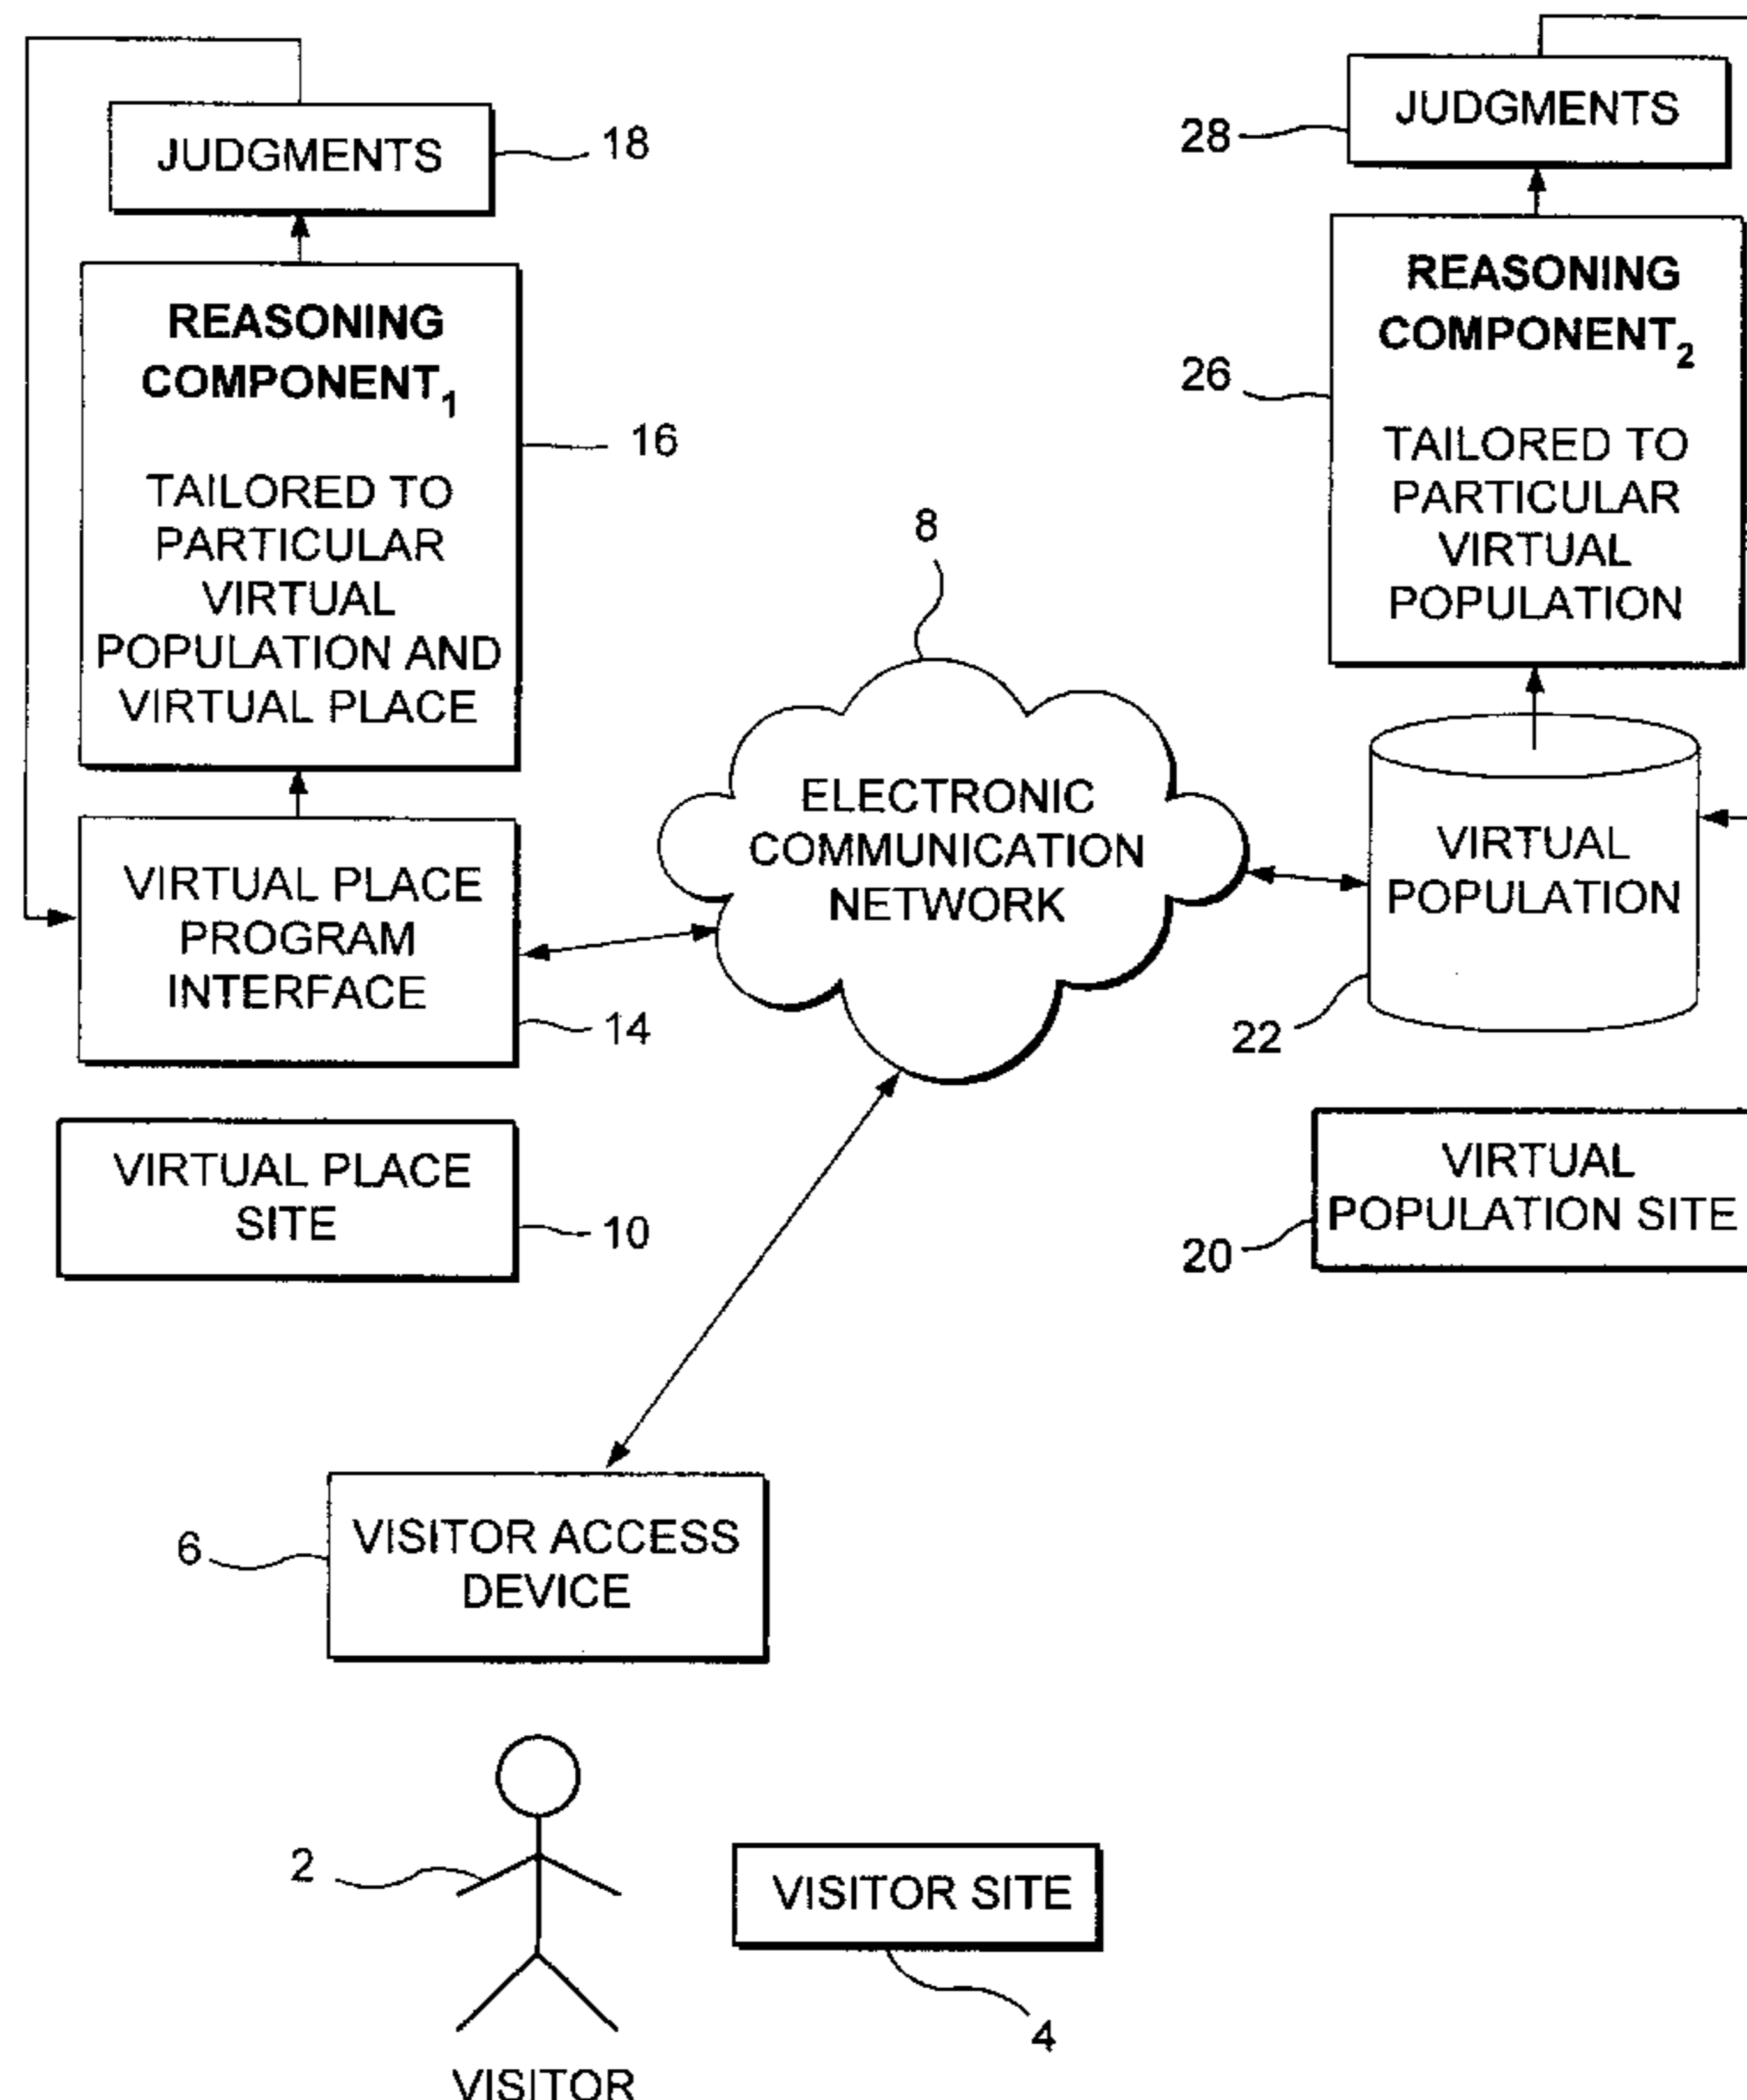 JUDGMENTS
18
REASONING
COMPONENT1
TAILORED TO
PARTICULAR
VIRTUAL
POPULATION AND
VIRTUAL PLACE
16
VIRTUAL PLACE
PROGRAM
INTERFACE
14
VIRTUAL PLACE
SITE
10
8
ELECTRONIC
COMMUNICATION
NETWORK
JUDGMENTS
28
REASONING
COMPONENT2
TAILORED TO
PARTICULAR
VIRTUAL
POPULATION
26
VIRTUAL
POPULATION
22
VIRTUAL
POPULATION SITE
20
VISITOR ACCESS
DEVICE
6
2
VISITOR SITE
4
VISITOR